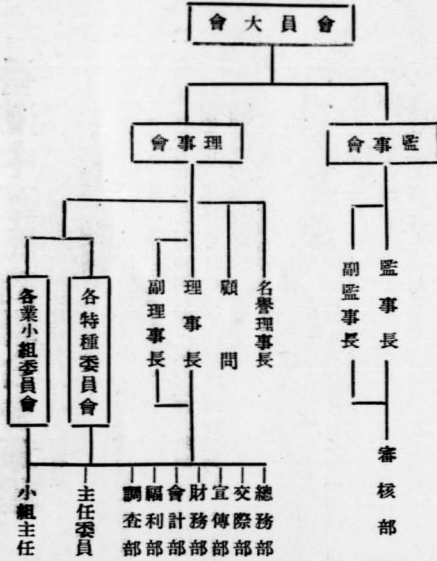 會員大會
監事會
理事會
監事長
副監事長
審核部
名譽理事長
顧問
理事長
副理事長
各特種委員會
各業小組委員會
總務部
交際部
宣傳部
財務部
會計部
福利部
調查部
主任委員
小組主任